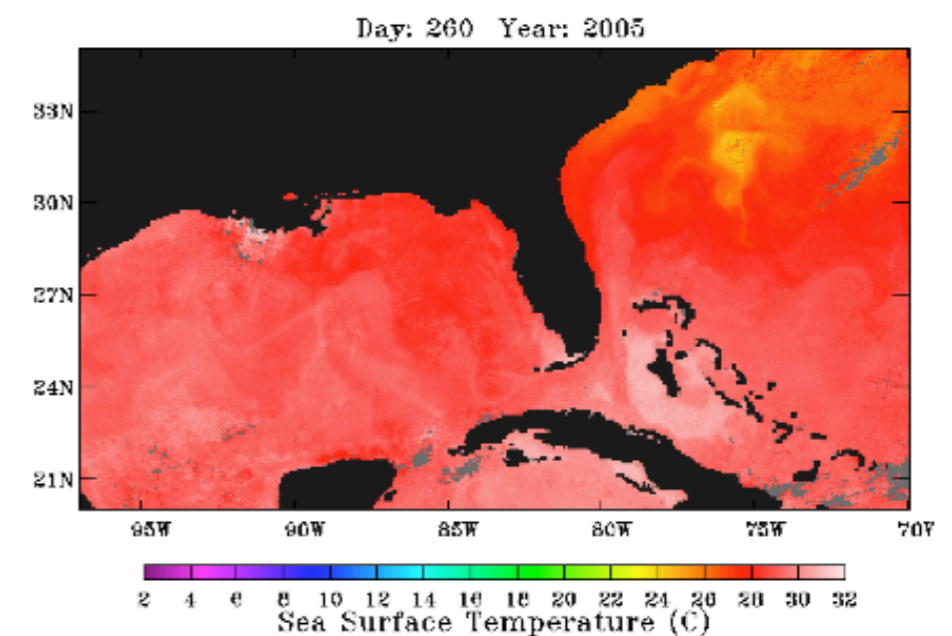 Day: 260 Year: 2005
33N
30N
27N
24N
21N
95W 90W 85W 80W 75W 70W
2 4 6 8 10 12 14 16 18 20 22 24 26 28 30 32
Sea Surface Temperature (C)